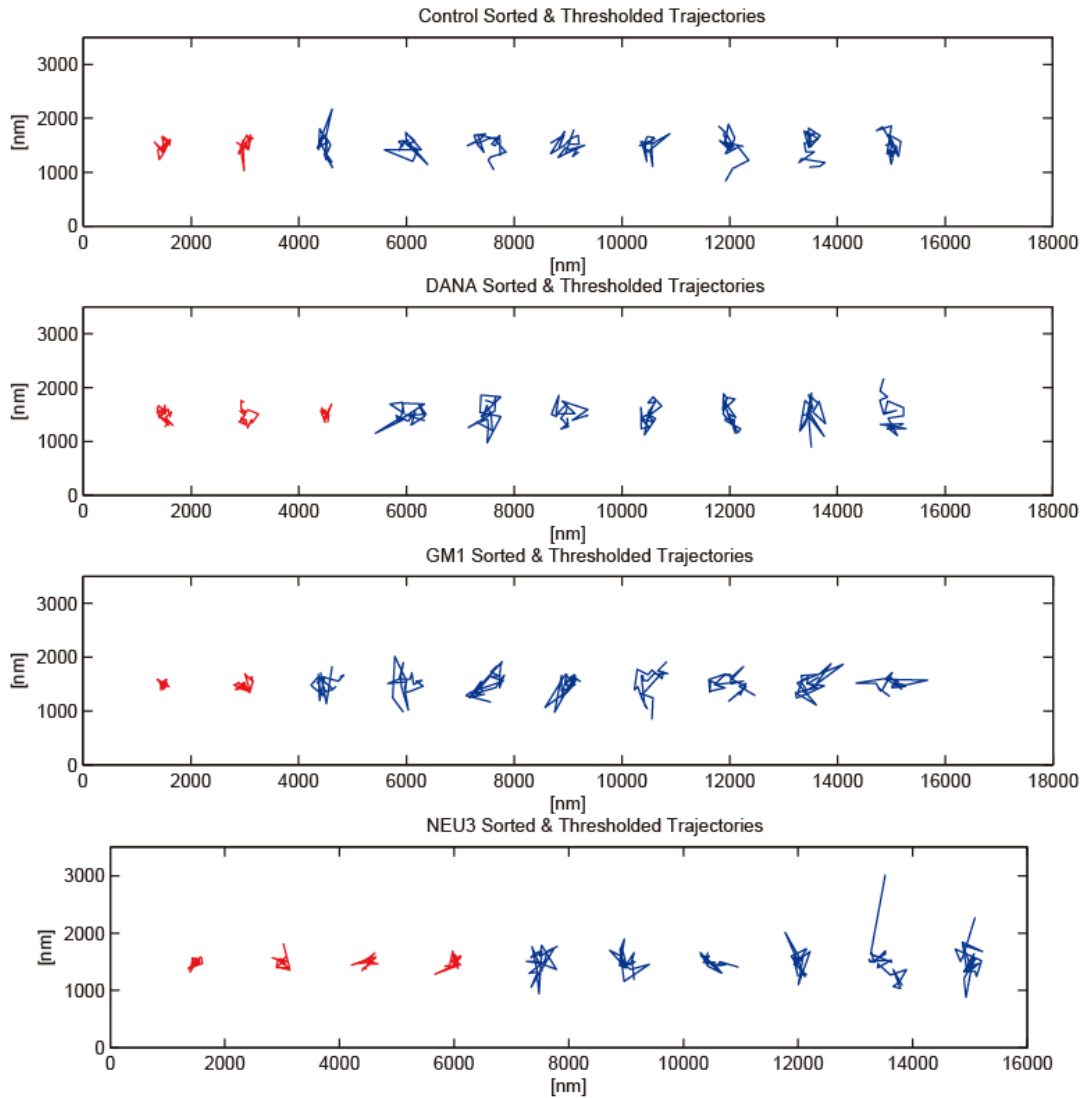 Control Sorted & Thresholded Trajectories
3000
2000
1000
0
[nm]
0 2000 4000 6000 8000 10000 12000 14000 16000 18000
[nm]
DANA Sorted & Thresholded Trajectories
3000
2000
1000
0
[nm]
0 2000 4000 6000 8000 10000 12000 14000 16000 18000
[nm]
GM1 Sorted & Thresholded Trajectories
3000
2000
1000
0
[nm]
0 2000 4000 6000 8000 10000 12000 14000 16000 18000
[nm]
NEU3 Sorted & Thresholded Trajectories
3000
2000
1000
0
[nm]
0 2000 4000 6000 8000 10000 12000 14000 16000
[nm]